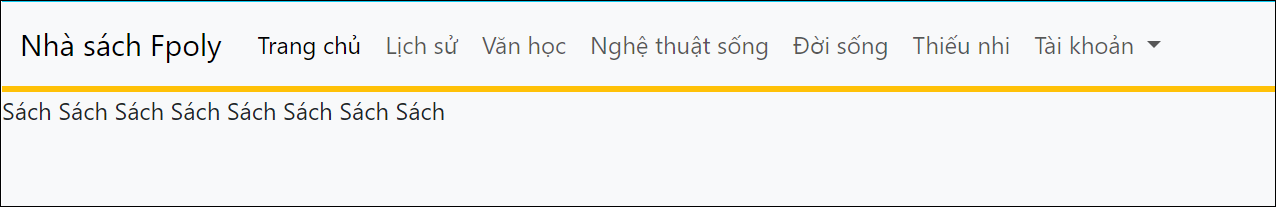 Nhà sách Fpoly Trang chủ Lịch sử Văn học Nghệ thuật sống Đời sống Thiếu nhi Tài khoản
Sách Sách Sách Sách Sách Sách Sách Sách